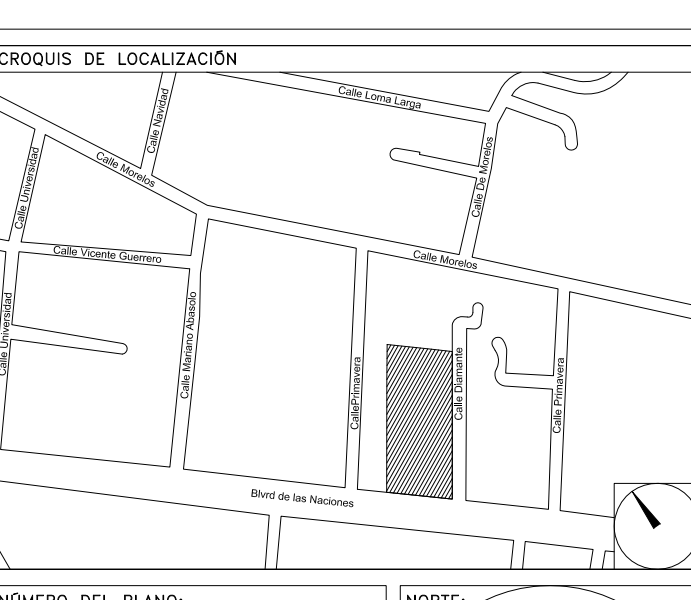 CROQUIS DE LOCALIZACIÓN
Calle Loma Larga
Calle Navidad
Calle Morelos
Calle Universidad
Calle De Morelos
Calle Vicente Guerrero
Calle Morelos
Calle Universidad
Calle Mariano Abasolo
CallePrimavera
Calle Diamante
Calle Primavera
Blvrd de las Naciones
NÚMERO DEL PLANO:
NORTE: